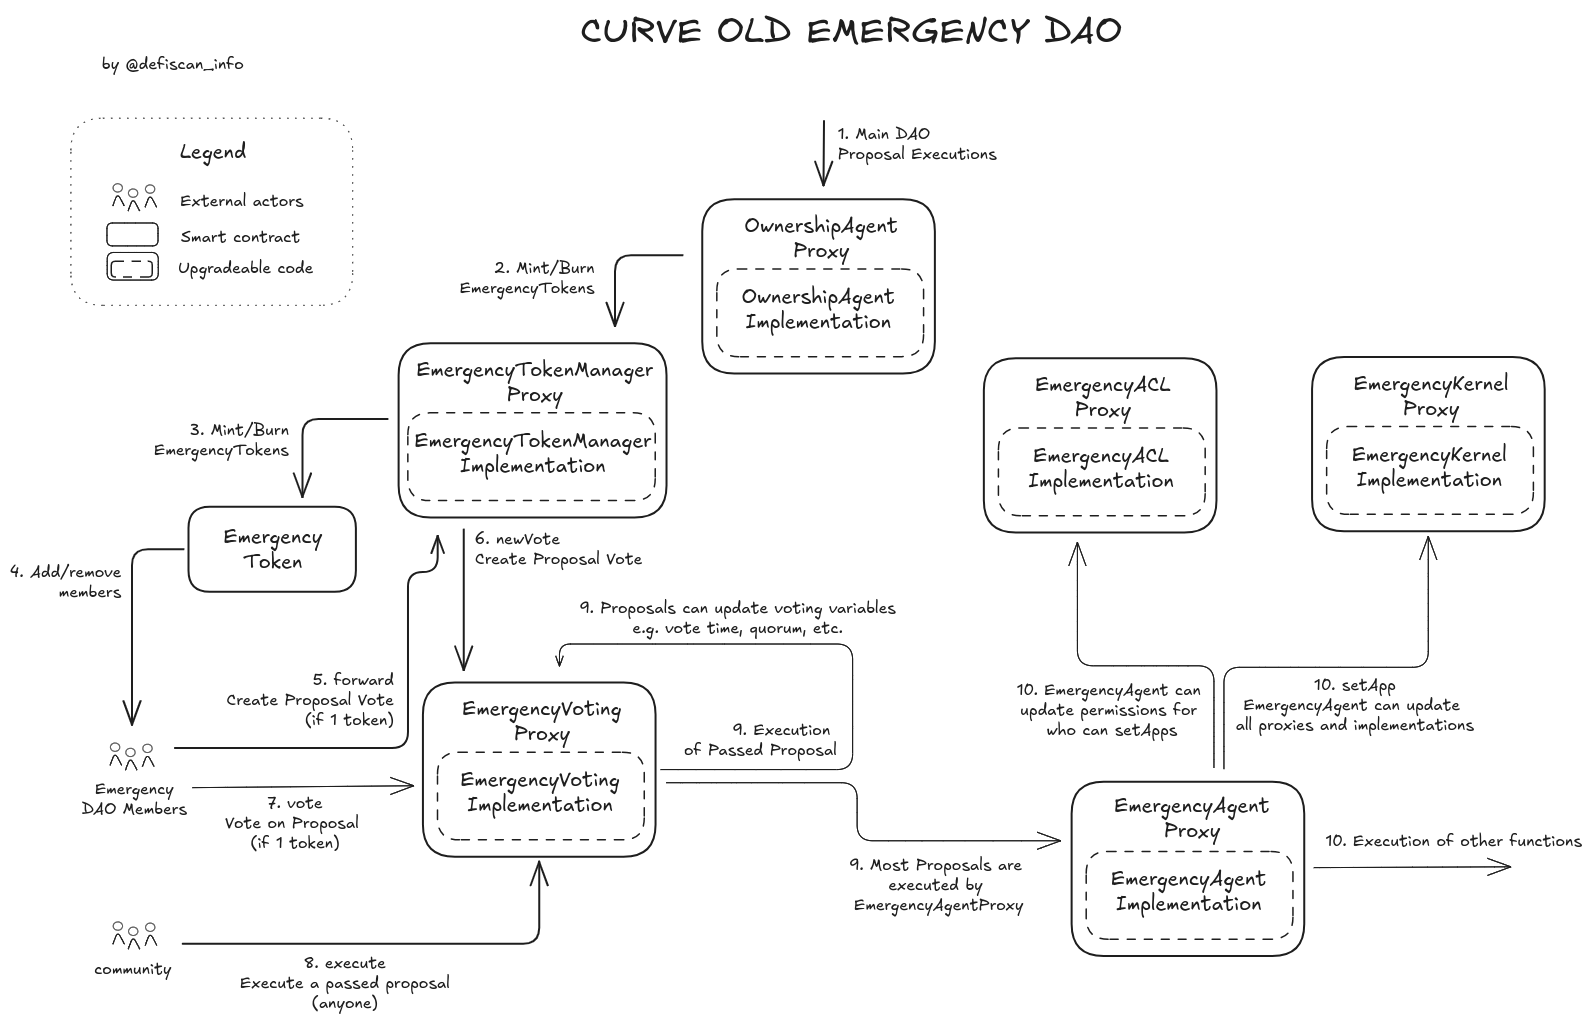 CURVE OLD EMERGENCY DAO
by @defiscan_info
Legend
External actors
Smart contract
Upgradeable code
1. Main DAO
Proposal Executions
OwnershipAgent
Proxy
OwnershipAgent
Implementation
2. Mint/Burn
EmergencyTokens
EmergencyTokenManager
Proxy
EmergencyTokenManager
Implementation
3. Mint/Burn
EmergencyTokens
Emergency
Token
4. Add/remove
members
EmergencyACL
Proxy
EmergencyACL
Implementation
EmergencyKernel
Proxy
EmergencyKernel
Implementation
6. newVote
Create Proposal Vote
5. forward
Create Proposal Vote
(if 1 token)
9. Proposals can update voting variables
e.g. vote time, quorum, etc.
Emergency
DAO Members
7. vote
Vote on Proposal
(if 1 token)
EmergencyVoting
Proxy
EmergencyVoting
Implementation
9. Execution
of Passed Proposal
10. EmergencyAgent can
update permissions for
who can setApps
10. setApp
EmergencyAgent can update
all proxies and implementations
9. Most Proposals are
executed by
EmergencyAgentProxy
EmergencyAgent
Proxy
EmergencyAgent
Implementation
10. Execution of other functions
community
8. execute
Execute a passed proposal
(anyone)